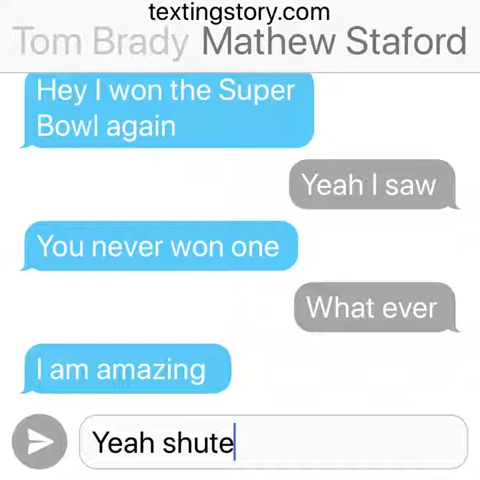 textingstory.com
Tom Brady Mathew Staford
Hey I won the Super
Bowl again
Yeah I saw
You never won one
What ever
I am amazing
Yeah shute